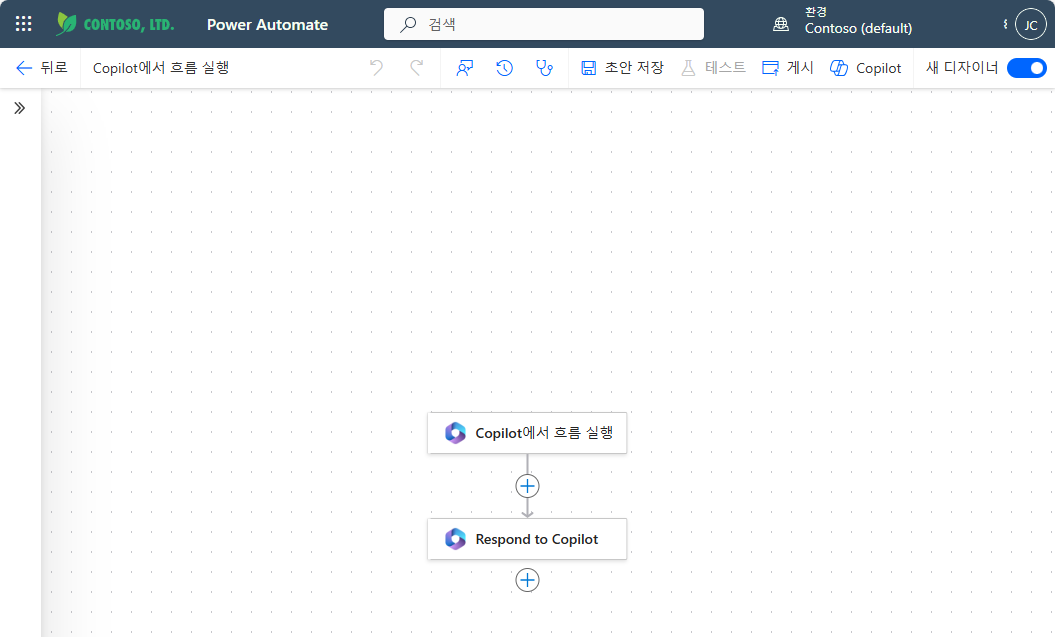 CONTOSO, LTD.
Power Automate
검색
환경
Contoso (default)
JC
뒤로
Copilot에서 흐름 실행
초안 저장
테스트
게시
Copilot
새 디자이너
Copilot에서 흐름 실행
Respond to Copilot